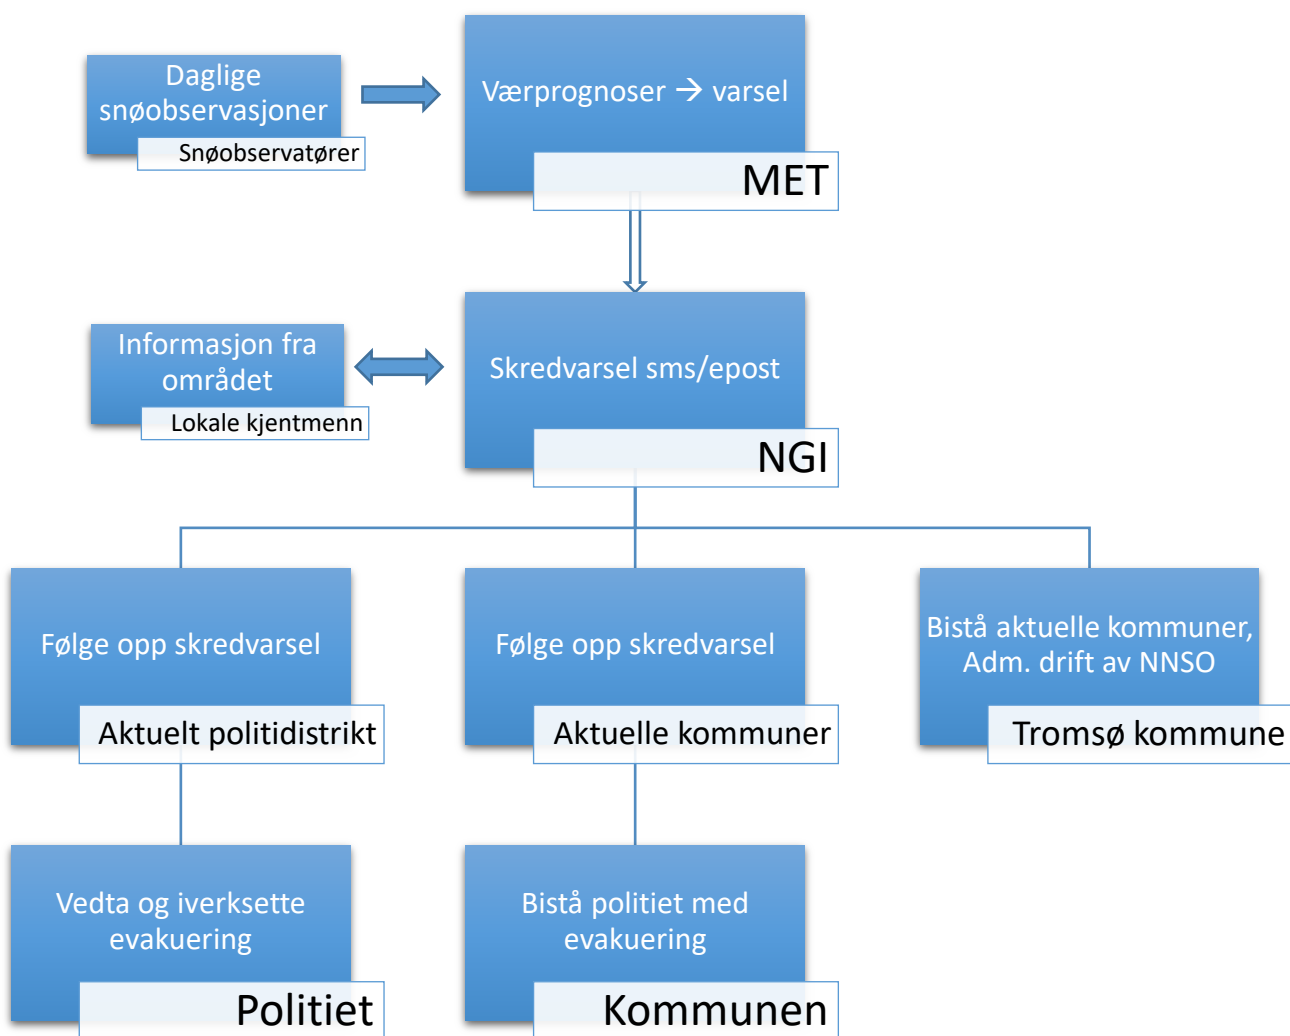 Daglige
snøobservasjoner
Snøobservatører
Værprognoser → varsel
MET
Informasjon fra
området
Lokale kjentmenn
Skredvarsel sms/epost
NGI
Følge opp skredvarsel
Aktuelt politidistrikt
Følge opp skredvarsel
Aktuelle kommuner
Bistå aktuelle kommuner,
Adm. drift av NNSO
Tromsø kommune
Vedta og iverksette
evakuering
Politiet
Bistå politiet med
evakuering
Kommunen